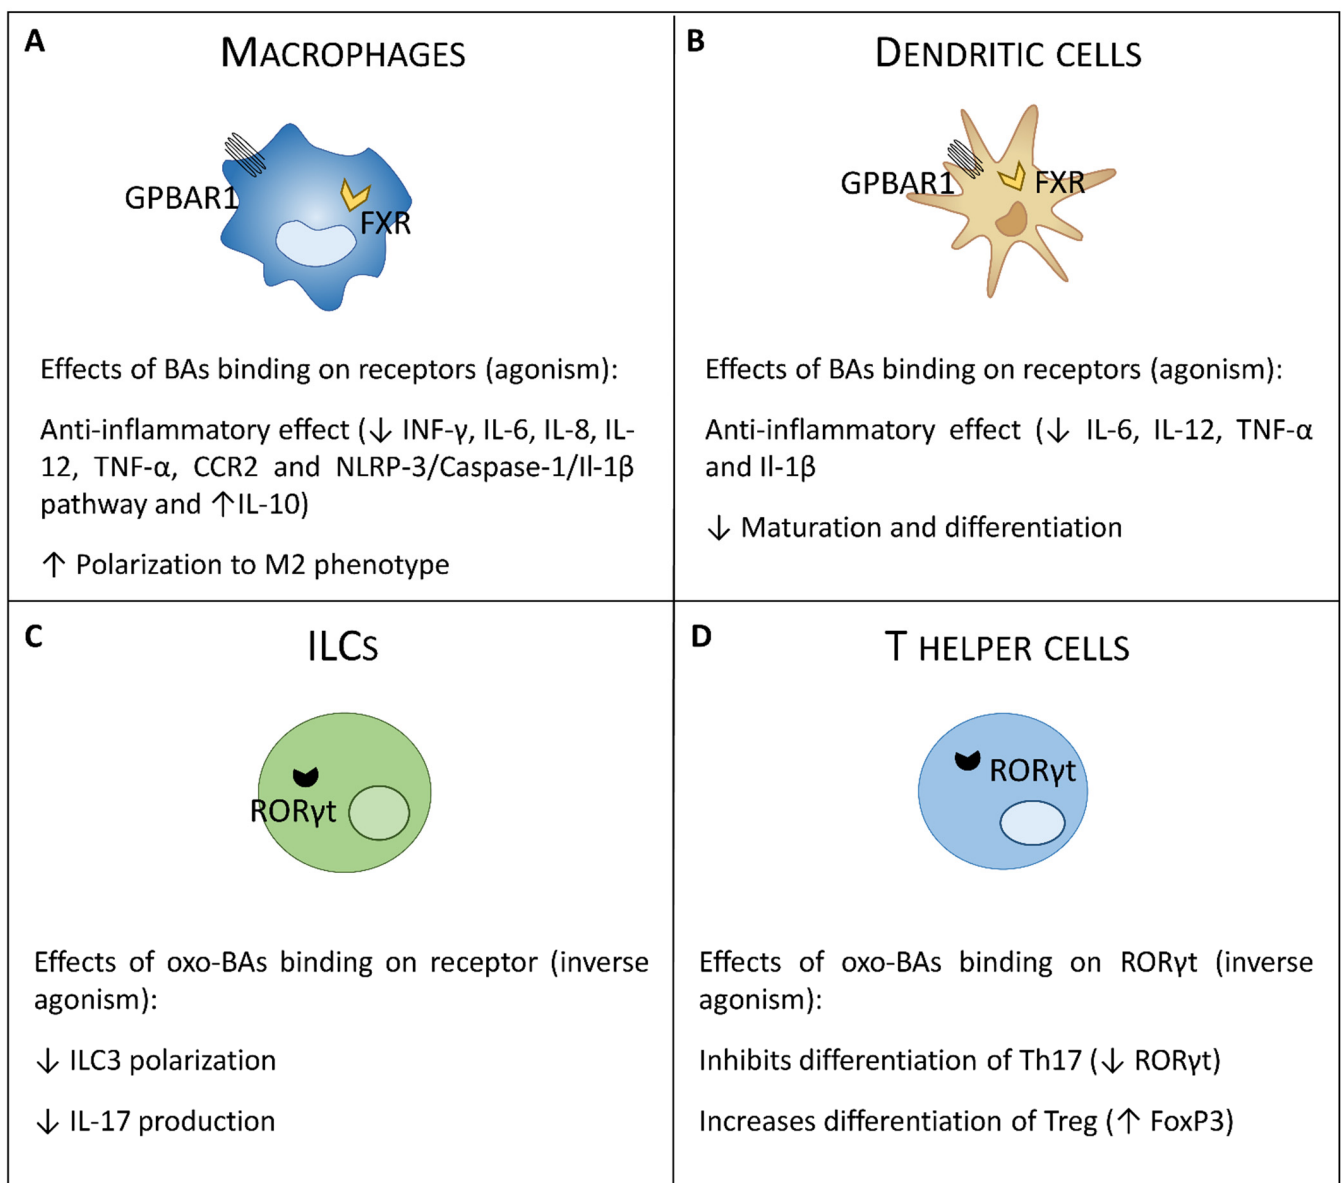 A
MACROPHAGES
GPBAR1
FXR
Effects of BAs binding on receptors (agonism):
Anti-inflammatory effect (↓ INF-γ, IL-6, IL-8, IL-
12, TNF-α, CCR2 and NLRP-3/Caspase-1/Il-1β
pathway and ↑IL-10)
↑ Polarization to M2 phenotype
B
DENDRITIC CELLS
GPBAR1
FXR
Effects of BAs binding on receptors (agonism):
Anti-inflammatory effect (↓ IL-6, IL-12, TNF-α
and Il-1β
↓ Maturation and differentiation
C
ILCS
RORγt
Effects of oxo-BAs binding on receptor (inverse
agonism):
↓ ILC3 polarization
↓ IL-17 production
D
T HELPER CELLS
RORγt
Effects of oxo-BAs binding on RORγt (inverse
agonism):
Inhibits differentiation of Th17 (↓ RORγt)
Increases differentiation of Treg (↑ FoxP3)